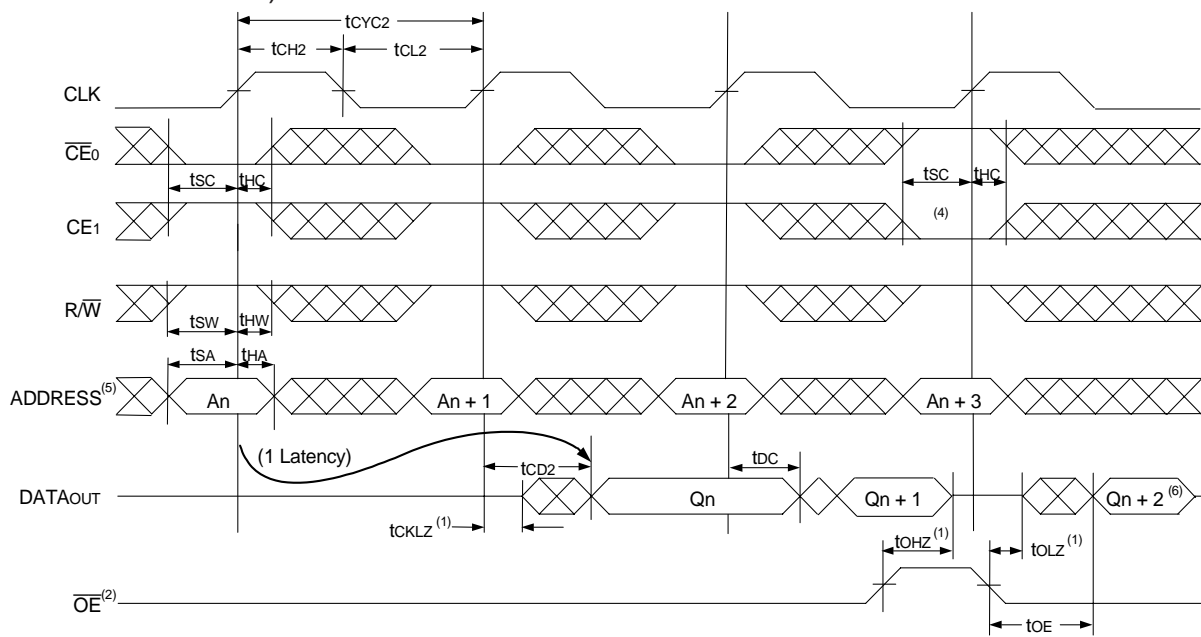 tCYC2
tCH2 tCL2
CLK
CE0
tSC tHC tSC tHC
(4)
CE1
R/W
tSW tHW
tSA tHA
ADDRESS(5) An An + 1 An + 2 An + 3
(1 Latency) tCD2 tDC
DATAOUT Qn Qn + 1 Qn + 2(6)
tCKLZ(1) tOHZ(1) tOLZ(1)
OE(2)
tOE